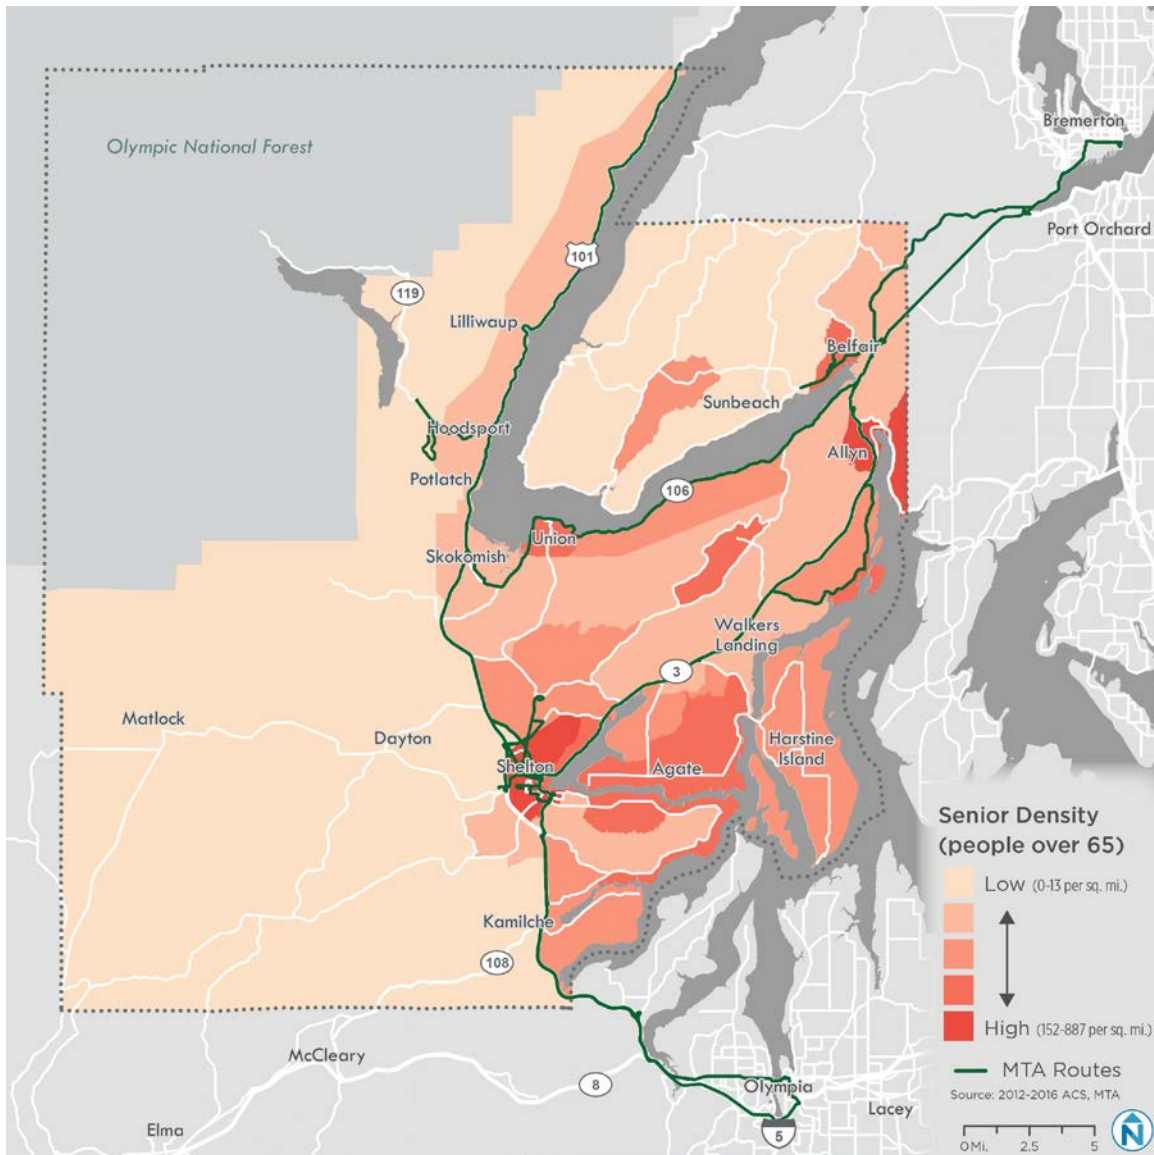 Bremerton
Olympic National Forest
Port Orchard
101
119
Lilliwaup
Belfair
Sunbeach
Hoodsport
Allyn
Potlatch
106
Union
Skokomish
Walkers
Landing
3
Matlock
Dayton
Harstine
Island
Shelton
Agate
Senior Density
(people over 65)
Low (0-13 per sq. mi.)
Kamilche
108
High (152-887 per sq. mi.)
McCleary
MTA Routes
8
Olympia
Source: 2012-2016 ACS, MTA
Lacey
Elma
5
N
0Mi. 2.5 5